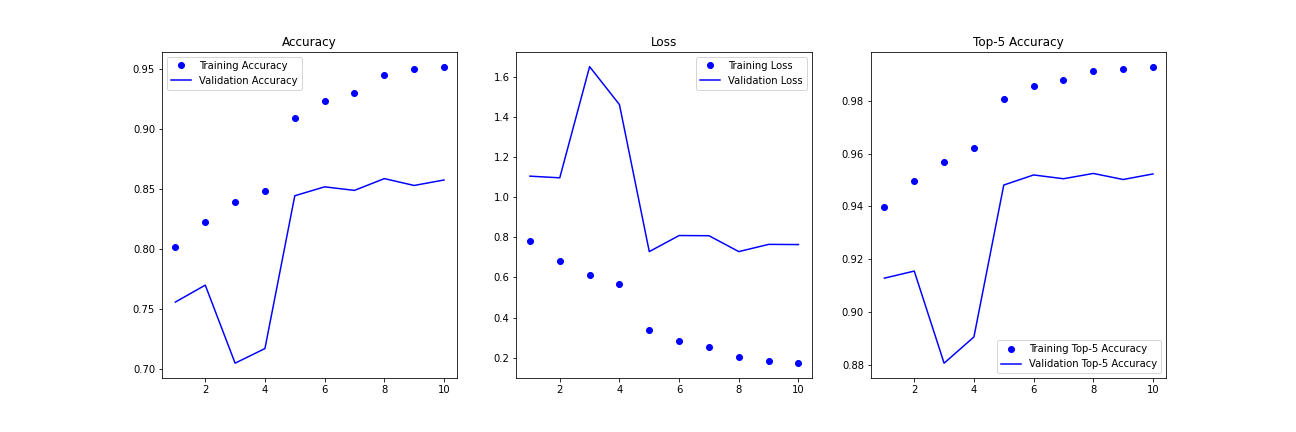 Accuracy
Training Accuracy
Validation Accuracy
0.95
0.90
0.85
0.80
0.75
0.70
2 4 6 8 10
Loss
Training Loss
Validation Loss
1.6
1.4
1.2
1.0
0.8
0.6
0.4
0.2
2 4 6 8 10
Top-5 Accuracy
0.98
0.96
0.94
0.92
0.90
0.88
Training Top-5 Accuracy
Validation Top-5 Accuracy
2 4 6 8 10